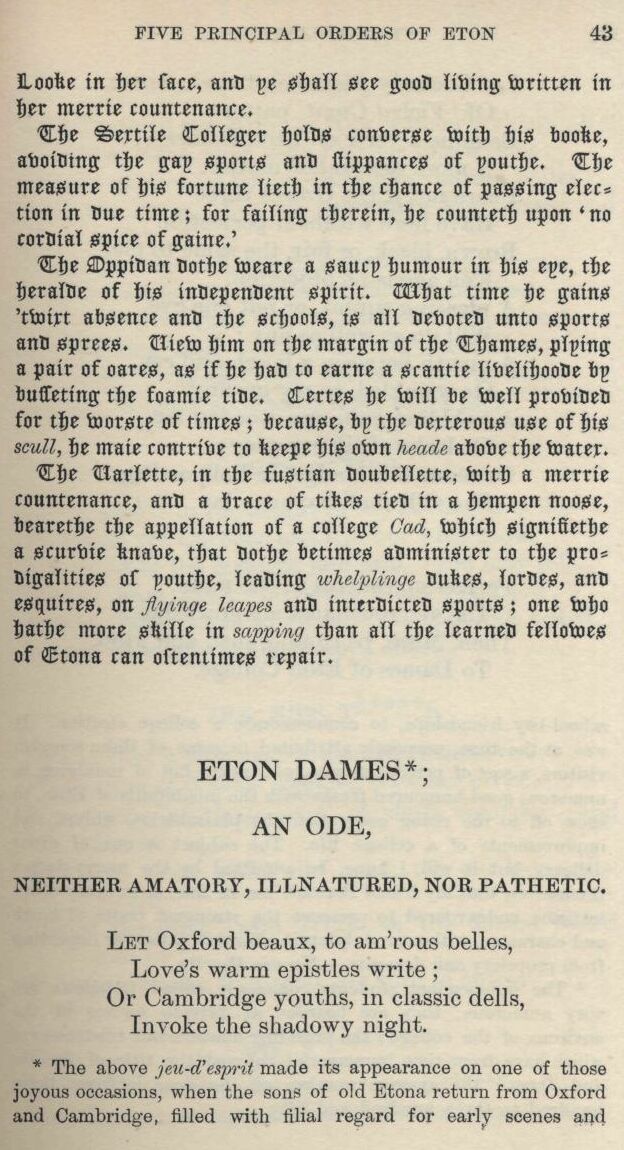 FIVE PRINCIPAL ORDERS OF ETON 43
Looke in her face, and ye shall see good living written in
her merrie countenance.
The Sertile Colleger holds converse with his booke,
avoiding the gay sports and flippances of youthe. The
measure of his fortune lieth in the chance of passing elec=
tion in due time; for failing therein, he counteth upon ‘no
cordial spice of gaine.’
The Oppidan dothe weare a saucy humour in his eye, the
heralde of his independent spirit. What time he gains
’twixt absence and the schools, is all devoted unto sports
and sprees. View him on the margin of the Thames, plying
a pair of oares, as if he had to earne a scantie livelihoode by
buffeting the foamie tide. Certes he will be well provided
for the worste of times; because, by the dexterous use of his
scull, he maie contrive to keepe his own heade above the water.
The Varlette, in the fustian doubellette, with a merrie
countenance, and a brace of tikes tied in a hempen noose,
bearethe the appellation of a college Cad, which signifiethe
a scurvie knave, that dothe betimes administer to the pro=
digalities of youthe, leading whelplinge dukes, lordes, and
esquires, on flyinge leapes and interdicted sports; one who
hathe more skille in sapping than all the learned fellowes
of Etona can oftentimes repair.
ETON DAMES*;
AN ODE,
NEITHER AMATORY, ILLNATURED, NOR PATHETIC.
LET Oxford beaux, to am’rous belles,
Love’s warm epistles write;
Or Cambridge youths, in classic dells,
Invoke the shadowy night.
* The above jeu-d’esprit made its appearance on one of those
joyous occasions, when the sons of old Etona return from Oxford
and Cambridge, filled with filial regard for early scenes and